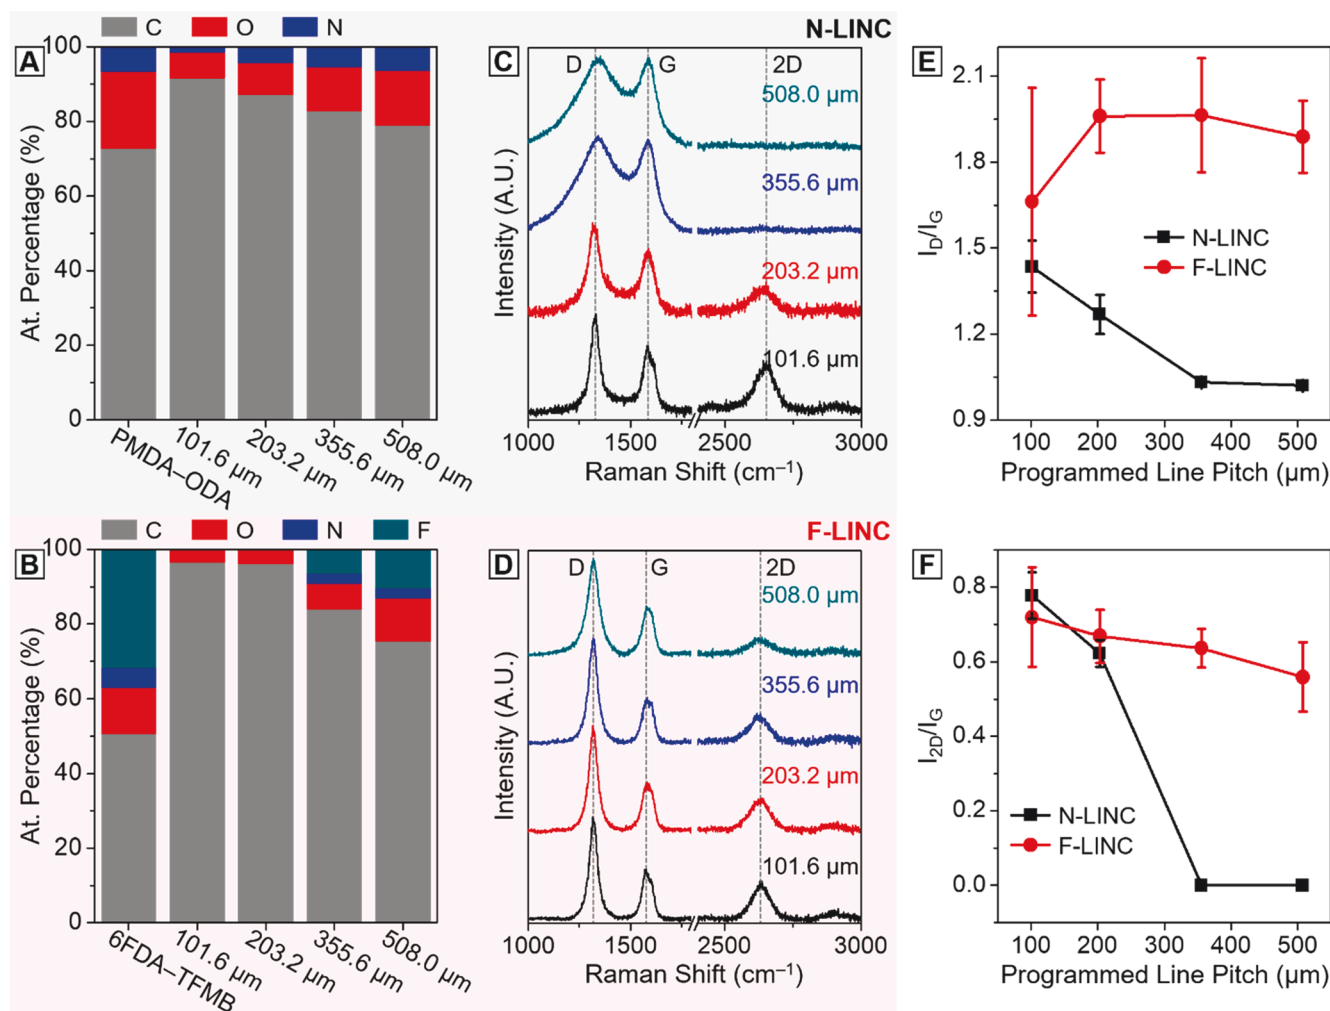 C O N
A
At. Percentage (%)
100
80
60
40
20
0
PMDA–ODA
101.6 µm
203.2 µm
355.6 µm
508.0 µm
N-LINC
C
D G 2D
508.0 µm
355.6 µm
203.2 µm
101.6 µm
Intensity (A.U.)
1000 1500 2500 3000
Raman Shift (cm⁻¹)
E
I_D/I_G
2.1
1.8
1.5
1.2
0.9
N-LINC
F-LINC
100 200 300 400 500
Programmed Line Pitch (µm)
C O N F
B
At. Percentage (%)
100
80
60
40
20
0
6FDA–TFMB
101.6 µm
203.2 µm
355.6 µm
508.0 µm
F-LINC
D
D G 2D
508.0 µm
355.6 µm
203.2 µm
101.6 µm
Intensity (A.U.)
1000 1500 2500 3000
Raman Shift (cm⁻¹)
F
I_2D/I_G
0.8
0.6
0.4
0.2
0.0
N-LINC
F-LINC
100 200 300 400 500
Programmed Line Pitch (µm)